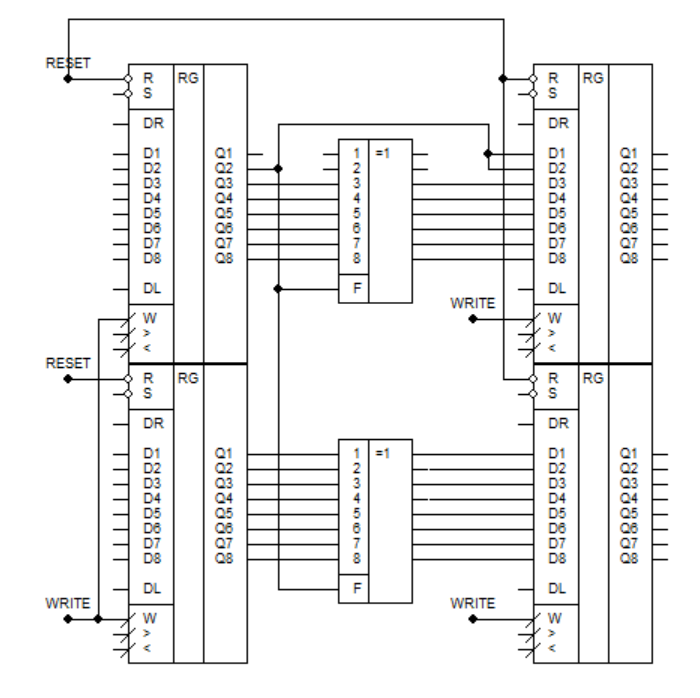 RESET
R RG R RG
S S
DR DR
D1 Q1 1 =1 D1 Q1
D2 Q2 2 D2 Q2
D3 Q3 3 D3 Q3
D4 Q4 4 D4 Q4
D5 Q5 5 D5 Q5
D6 Q6 6 D6 Q6
D7 Q7 7 D7 Q7
D8 Q8 8 D8 Q8
DL F DL
WRITE
W W
> >
< <
RESET
R RG R RG
S S
DR DR
D1 Q1 1 =1 D1 Q1
D2 Q2 2 D2 Q2
D3 Q3 3 D3 Q3
D4 Q4 4 D4 Q4
D5 Q5 5 D5 Q5
D6 Q6 6 D6 Q6
D7 Q7 7 D7 Q7
D8 Q8 8 D8 Q8
DL F DL
WRITE WRITE
W W
> >
< <